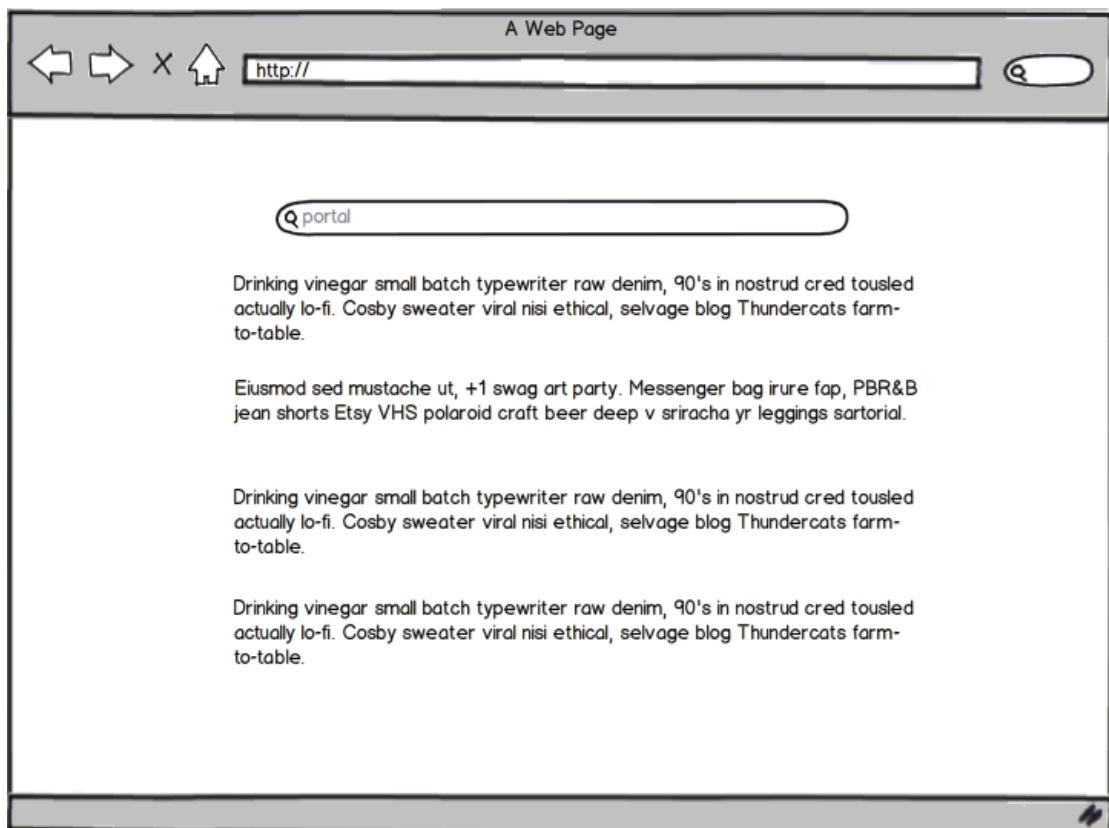 A Web Page
http://
portal
Drinking vinegar small batch typewriter raw denim, 90's in nostrud cred tousled
actually lo-fi. Cosby sweater viral nisi ethical, selvage blog Thundercats farm-
to-table.
Eiusmod sed mustache ut, +1 swag art party. Messenger bag irure fap, PBR&B
jean shorts Etsy VHS polaroid craft beer deep v sriracha yr leggings sartorial.
Drinking vinegar small batch typewriter raw denim, 90's in nostrud cred tousled
actually lo-fi. Cosby sweater viral nisi ethical, selvage blog Thundercats farm-
to-table.
Drinking vinegar small batch typewriter raw denim, 90's in nostrud cred tousled
actually lo-fi. Cosby sweater viral nisi ethical, selvage blog Thundercats farm-
to-table.